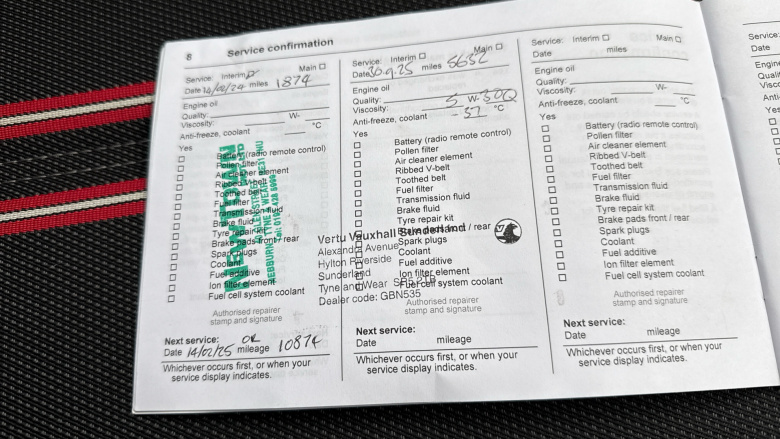 8 Service confirmation
Service: Interim ☐ Main ☐
Date 14/02/24 miles 1874
Engine oil
Quality:
Viscosity: W-
Anti-freeze, coolant °C
Yes
Battery (radio remote control)
Pollen filter
Air cleaner element
Ribbed V-belt
Toothed belt
Fuel filter
Transmission fluid
Brake fluid
Tyre repair kit
Brake pads front / rear
Spark plugs
Coolant
Fuel additive
Ion filter element
Fuel cell system coolant
Authorised repairer
stamp and signature
Next service: OR
Date 14/02/25 mileage 10874
Whichever occurs first, or when your
service display indicates.
Service: Interim ☐ Main ☐
Date 30.9.25 miles 5632
Engine oil
Quality:
Viscosity: 5 W-30Q
Anti-freeze, coolant -37 °C
Yes
Battery (radio remote control)
Pollen filter
Air cleaner element
Ribbed V-belt
Toothed belt
Fuel filter
Transmission fluid
Brake fluid
Tyre repair kit
Brake pads front / rear
Spark plugs
Coolant
Fuel additive
Ion filter element
Fuel cell system coolant
Vertu Vauxhall Sunderland
Alexandra Avenue
Hylton Riverside
Sunderland
Tyne and Wear
Dealer code: GBN535
Authorised repairer
stamp and signature
Next service:
Date mileage
Whichever occurs first, or when your
service display indicates.
Service: Interim ☐ Main ☐
Date miles
Engine oil
Quality:
Viscosity: W-
Anti-freeze, coolant °C
Yes
Battery (radio remote control)
Pollen filter
Air cleaner element
Ribbed V-belt
Toothed belt
Fuel filter
Transmission fluid
Brake fluid
Tyre repair kit
Brake pads front / rear
Spark plugs
Coolant
Fuel additive
Ion filter element
Fuel cell system coolant
Authorised repairer
stamp and signature
Next service:
Date mileage
Whichever occurs first, or when your
service display indicates.
Service:
Date
Yes